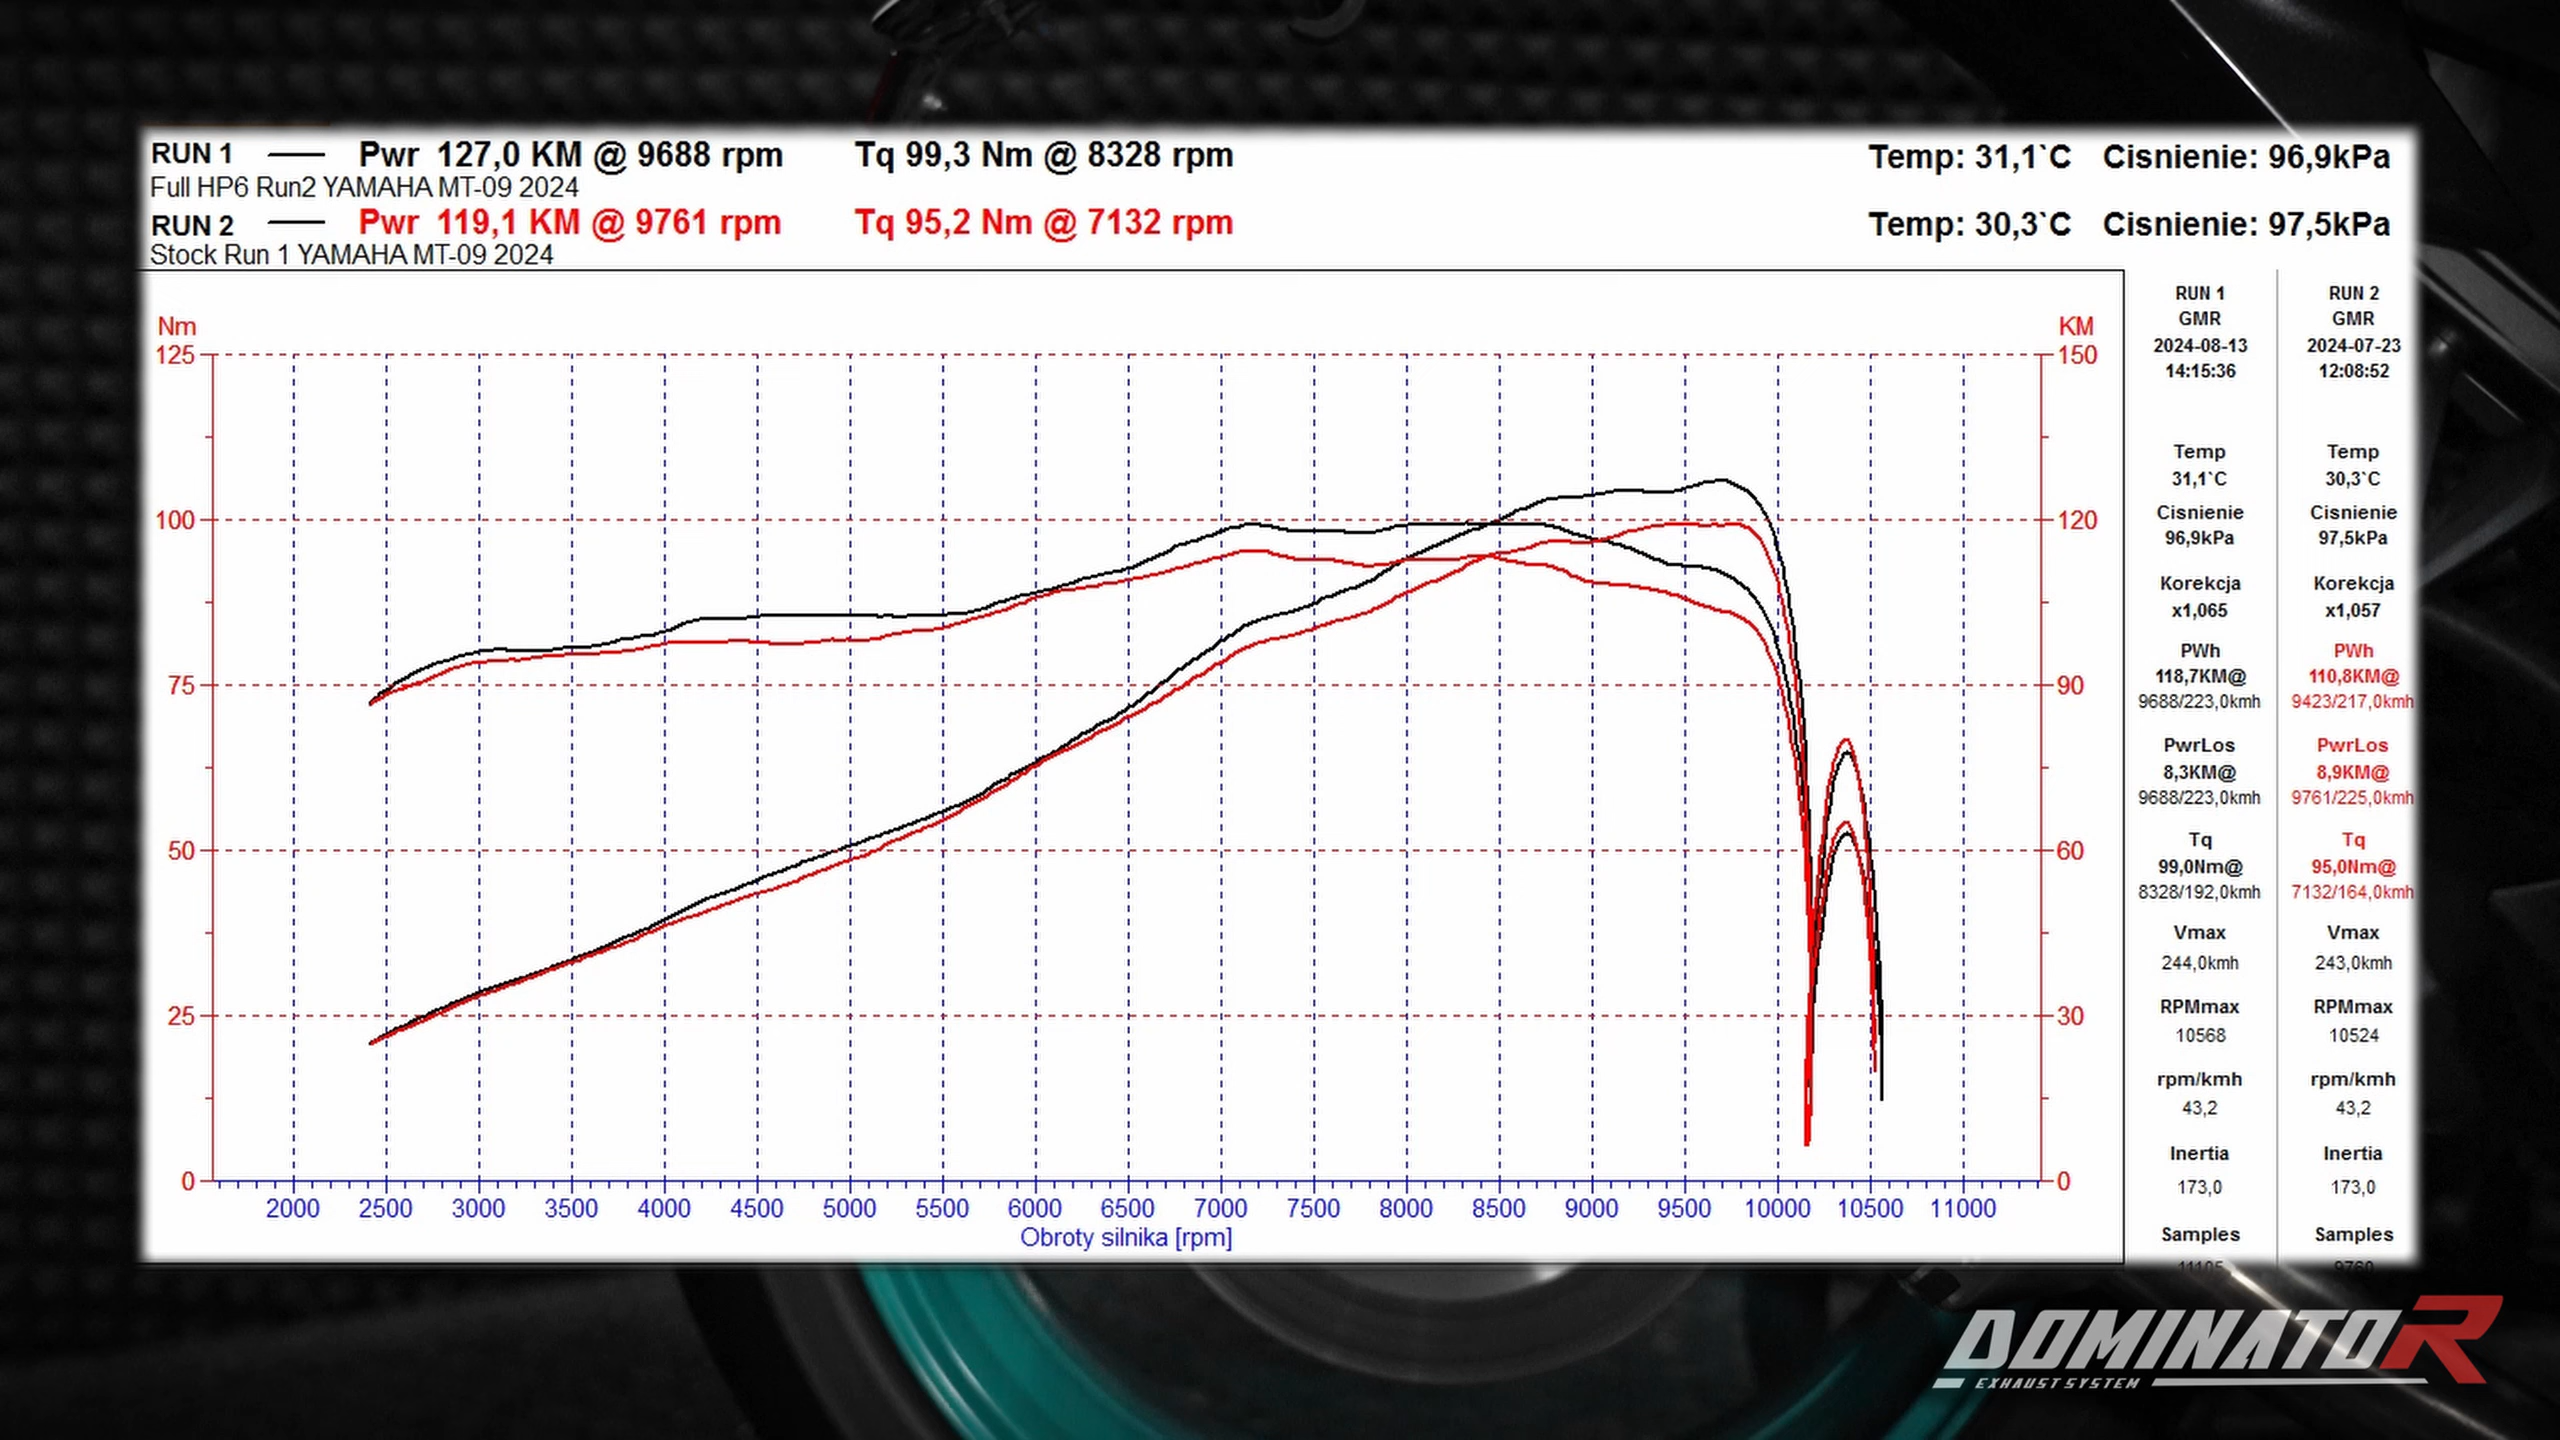 RUN 1 Pwr 127,0 KM @ 9688 rpm Tq 99,3 Nm @ 8328 rpm Temp: 31,1`C Cisnienie: 96,9kPa
Full HP6 Run2 YAMAHA MT-09 2024
RUN 2 Pwr 119,1 KM @ 9761 rpm Tq 95,2 Nm @ 7132 rpm Temp: 30,3`C Cisnienie: 97,5kPa
Stock Run 1 YAMAHA MT-09 2024
Nm
125
100
75
50
25
0
KM
150
120
90
60
30
0
2000 2500 3000 3500 4000 4500 5000 5500 6000 6500 7000 7500 8000 8500 9000 9500 10000 10500 11000
Obroty silnika [rpm]
RUN 1
GMR
2024-08-13
14:15:36
Temp
31,1`C
Cisnienie
96,9kPa
Korekcja
x1,065
PWh
118,7KM@
9688/223,0kmh
PwrLos
8,3KM@
9688/223,0kmh
Tq
99,0Nm@
8328/192,0kmh
Vmax
244,0kmh
RPMmax
10568
rpm/kmh
43,2
Inertia
173,0
Samples
RUN 2
GMR
2024-07-23
12:08:52
Temp
30,3`C
Cisnienie
97,5kPa
Korekcja
x1,057
PWh
110,8KM@
9423/217,0kmh
PwrLos
8,9KM@
9761/225,0kmh
Tq
95,0Nm@
7132/164,0kmh
Vmax
243,0kmh
RPMmax
10524
rpm/kmh
43,2
Inertia
173,0
Samples
DOMINATOR
EXHAUST SYSTEM